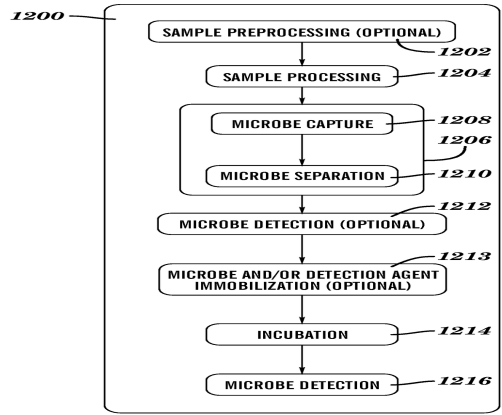 1200
SAMPLE PREPROCESSING (OPTIONAL)
1202
SAMPLE PROCESSING
1204
MICROBE CAPTURE
1208
1206
MICROBE SEPARATION
1210
MICROBE DETECTION (OPTIONAL)
1212
MICROBE AND/OR DETECTION AGENT
IMMOBILIZATION (OPTIONAL)
1213
INCUBATION
1214
MICROBE DETECTION
1216